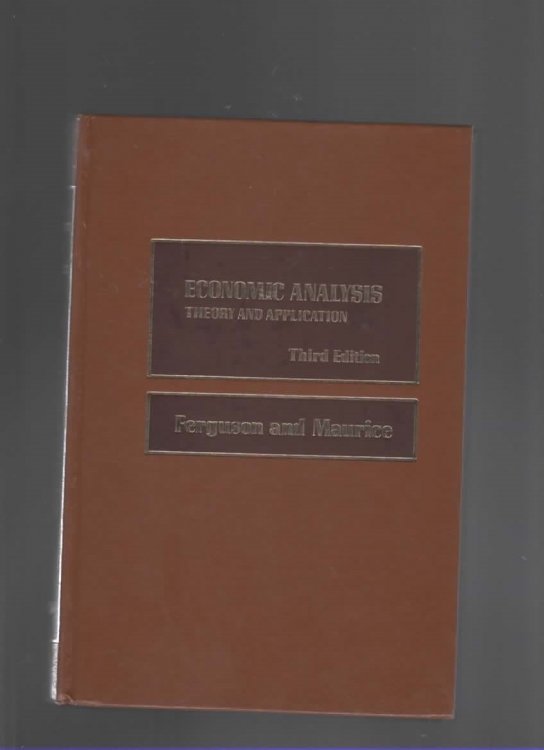 ECONOMIC ANALYSIS
THEORY AND APPLICATION
Third Edition
Ferguson and Maurice